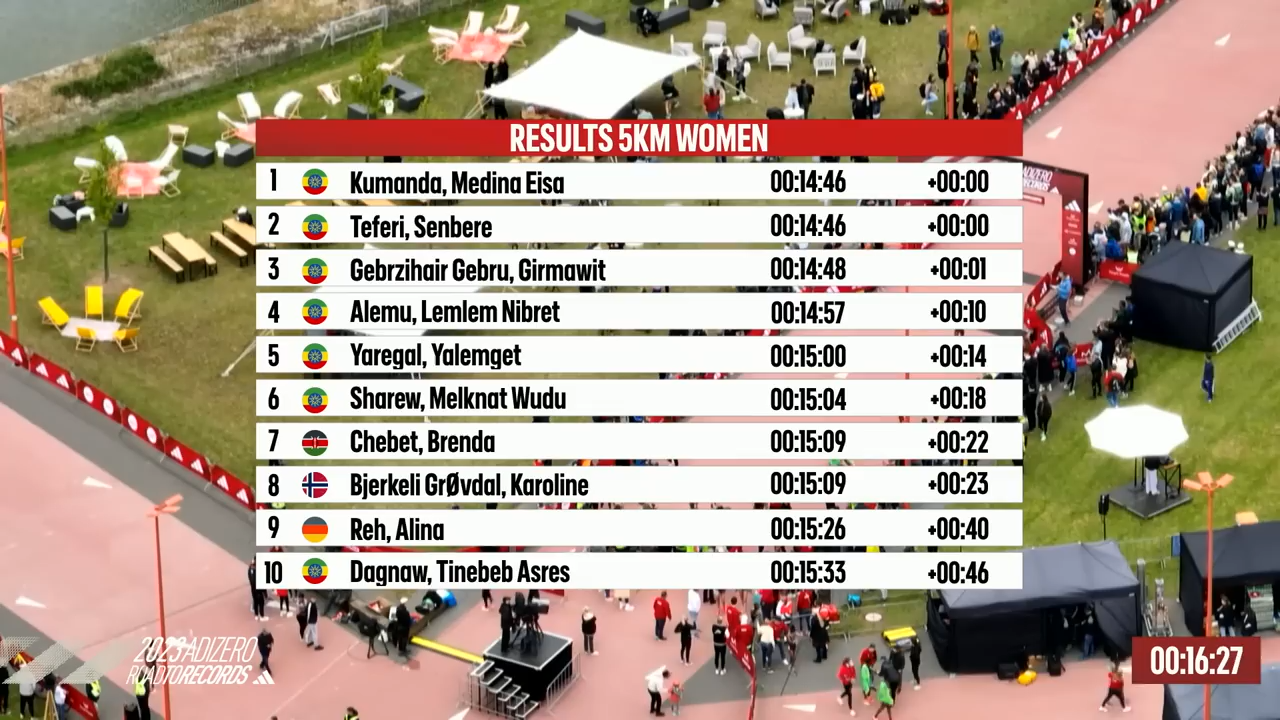 RESULTS 5KM WOMEN
1 Kumanda, Medina Eisa 00:14:46 +00:00
2 Teferi, Senbere 00:14:46 +00:00
3 Gebrzihair Gebru, Girmawit 00:14:48 +00:01
4 Alemu, Lemlem Nibret 00:14:57 +00:10
5 Yaregal, Yalemget 00:15:00 +00:14
6 Sharew, Melknat Wudu 00:15:04 +00:18
7 Chebet, Brenda 00:15:09 +00:22
8 Bjerkeli GrØvdal, Karoline 00:15:09 +00:23
9 Reh, Alina 00:15:26 +00:40
10 Dagnaw, Tinebeb Asres 00:15:33 +00:46
ADIZERO
RECORDS
2023 ADIZERO
ROADTORECORDS
00:16:27